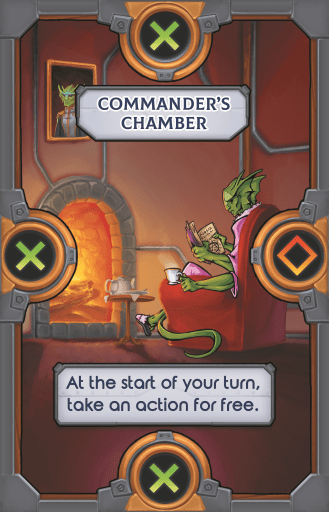 COMMANDER'S
CHAMBER
At the start of your turn,
take an action for free.